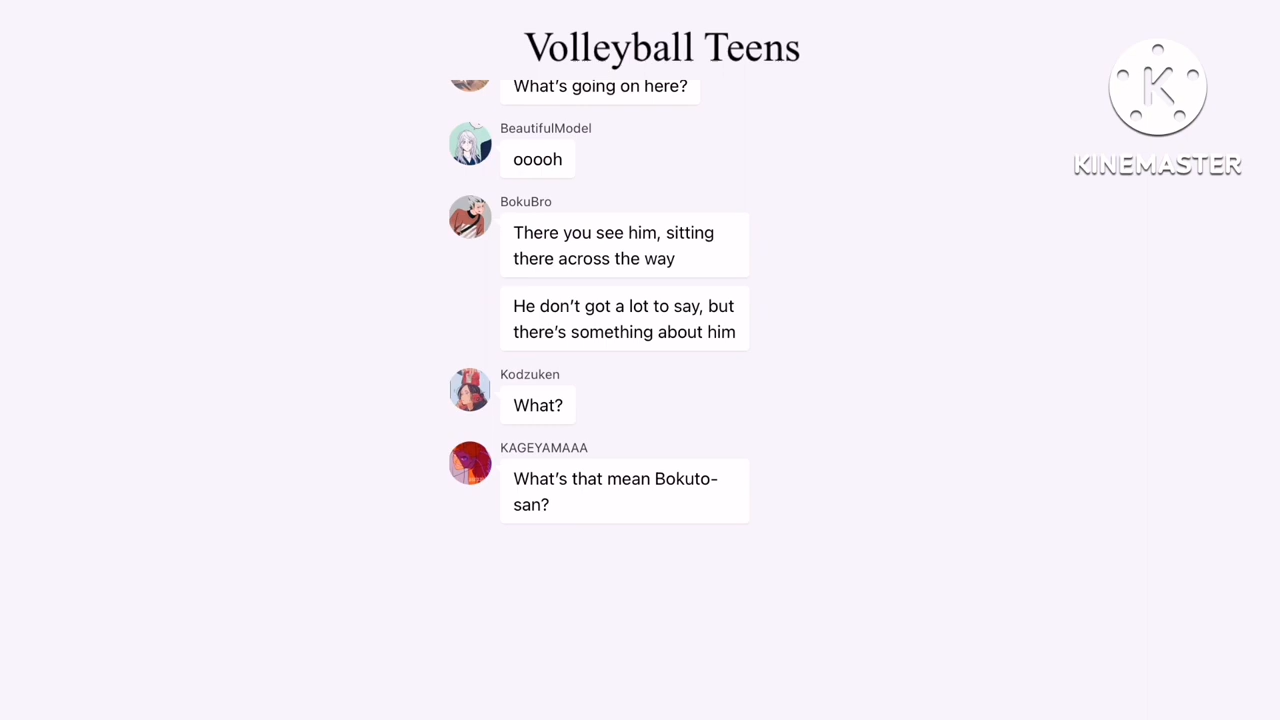 Volleyball Teens
What's going on here?
BeautifulModel
ooooh
BokuBro
There you see him, sitting
there across the way
He don't got a lot to say, but
there's something about him
Kodzuken
What?
KAGEYAMAAA
What's that mean Bokuto-
san?
K
KINEMASTER